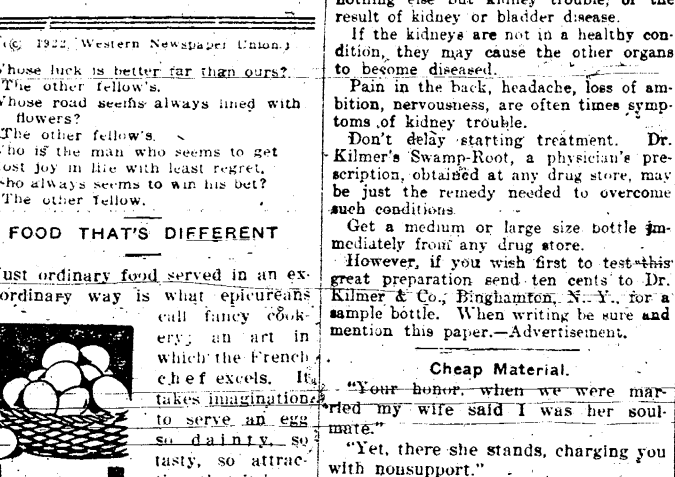 (© 1922, Western Newspaper Union.)
Whose luck is better far than ours?
The other fellow's.
Whose road seems always lined with
flowers?
The other fellow's.
Who is the man who seems to get
Most joy in life with least regret,
Who always seems to win his bet?
The other fellow.
FOOD THAT'S DIFFERENT
Just ordinary food served in an ex-
ordinary way is what epicureans
call fancy cook-
ery; an art in
which the French
chef excels. It
takes imagination
to serve an egg
so dainty, so
tasty, so attrac-
nothing else but kidney trouble, or the
result of kidney or bladder disease.
If the kidneys are not in a healthy con-
dition, they may cause the other organs
to become diseased.
Pain in the back, headache, loss of am-
bition, nervousness, are often times symp-
toms of kidney trouble.
Don't delay starting treatment. Dr.
Kilmer's Swamp-Root, a physician's pre-
scription, obtained at any drug store, may
be just the remedy needed to overcome
such conditions.
Get a medium or large size bottle im-
mediately from any drug store.
However, if you wish first to test this
great preparation send ten cents to Dr.
Kilmer & Co., Binghamton, N. Y., for a
sample bottle. When writing be sure and
mention this paper.—Advertisement.
Cheap Material.
"Your honor, when we were mar-
ried my wife said I was her soul-
mate."
"Yet, there she stands, charging you
with nonsupport."